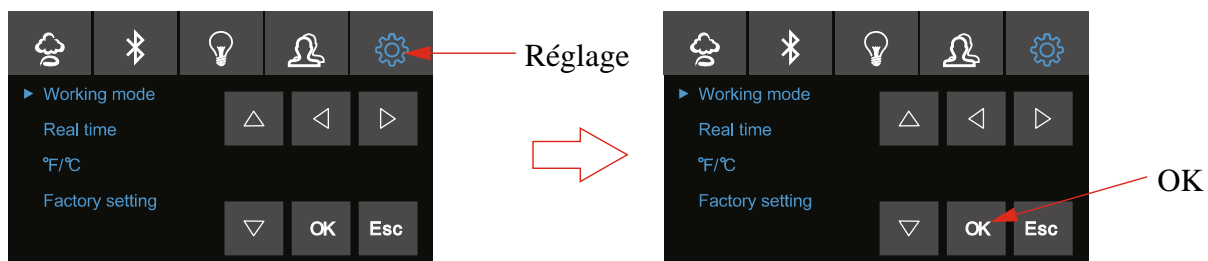 Réglage
Working mode
Real time
°F/℃
Factory setting
OK
Esc
Working mode
Real time
°F/℃
Factory setting
OK
Esc
OK